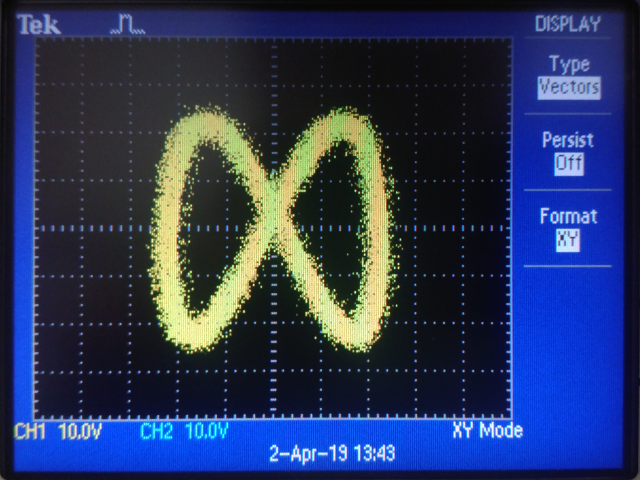 Tek
DISPLAY
Type
Vectors
Persist
Off
Format
XY
CH1 10.0V CH2 10.0V XY Mode
2-Apr-19 13:43